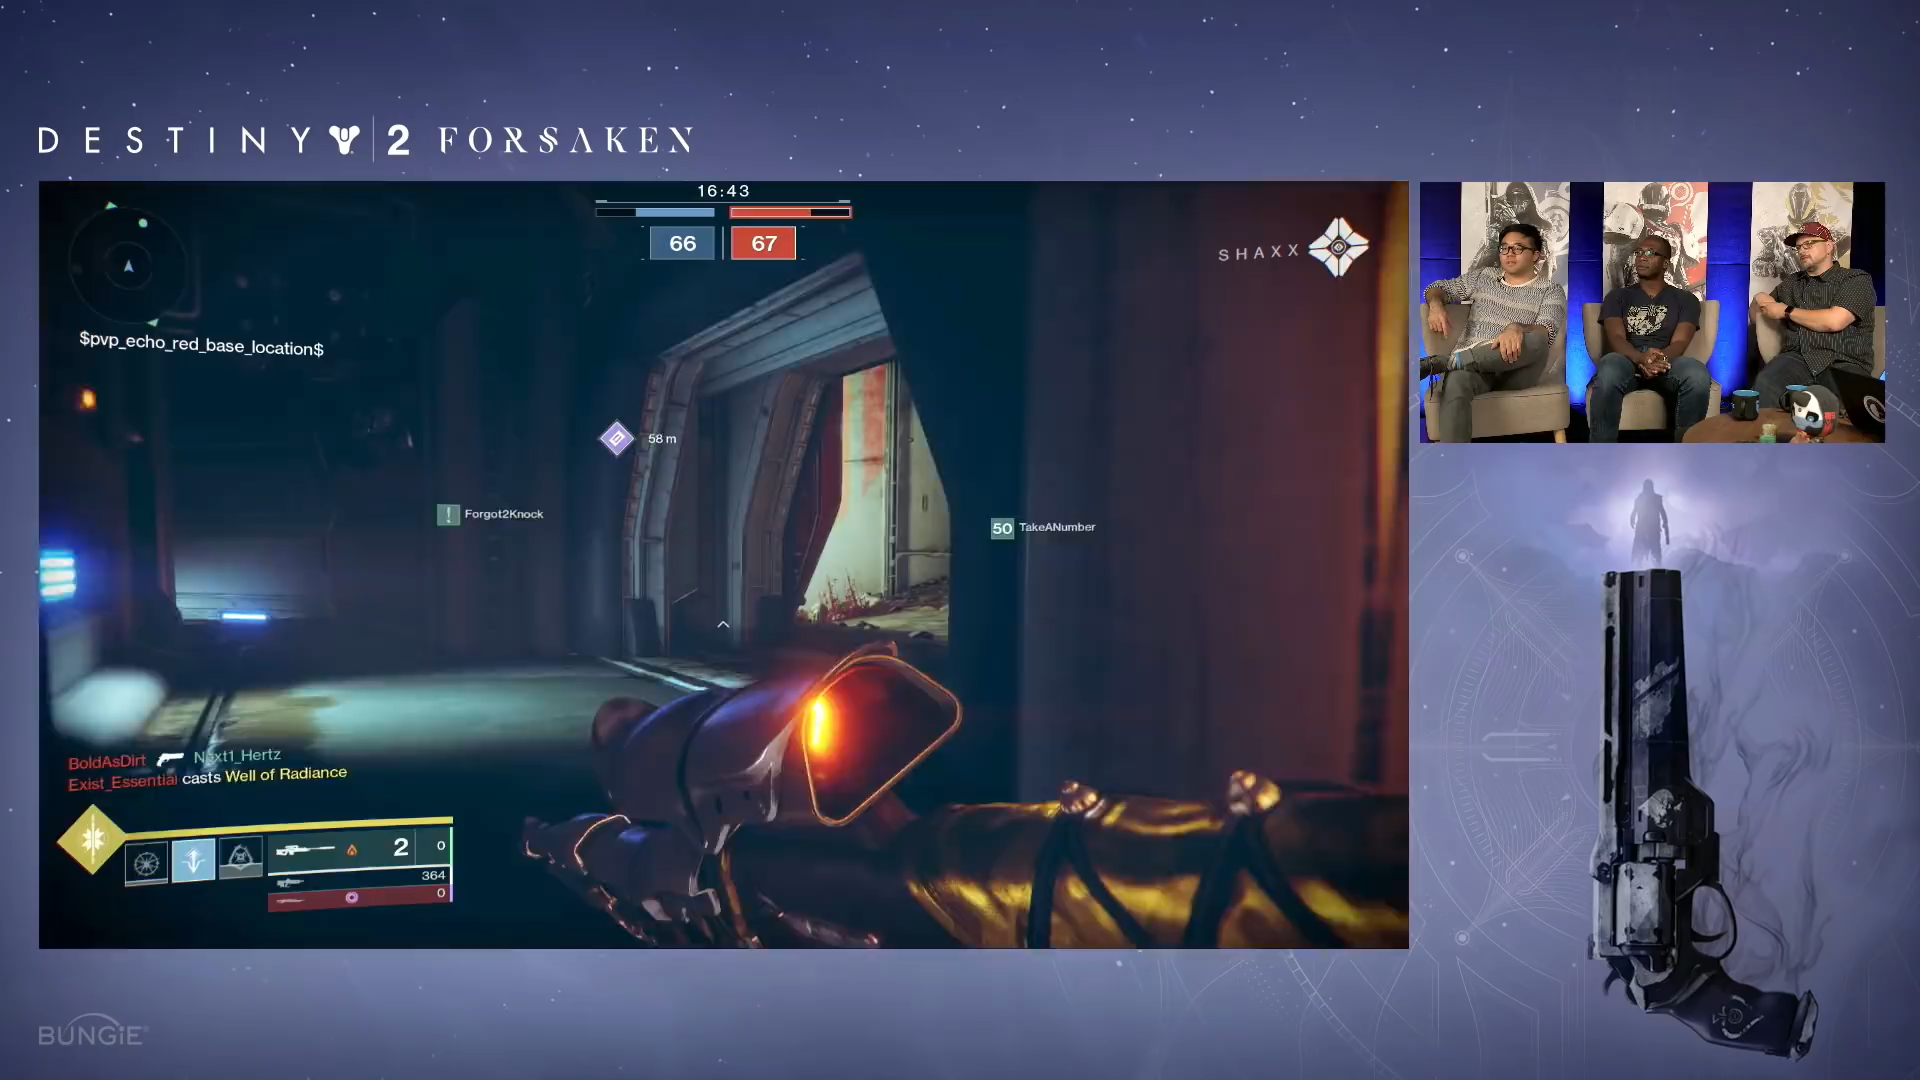 DESTINY 2 FORSAKEN
16:43
66 67
SHAXX
$pvp_echo_red_base_location$
58 m
! Forgot2Knock
50 TakeANumber
BoldAsDirt Next1_Hertz
Exist_Essential casts Well of Radiance
2 0
364
0
BUNGiE